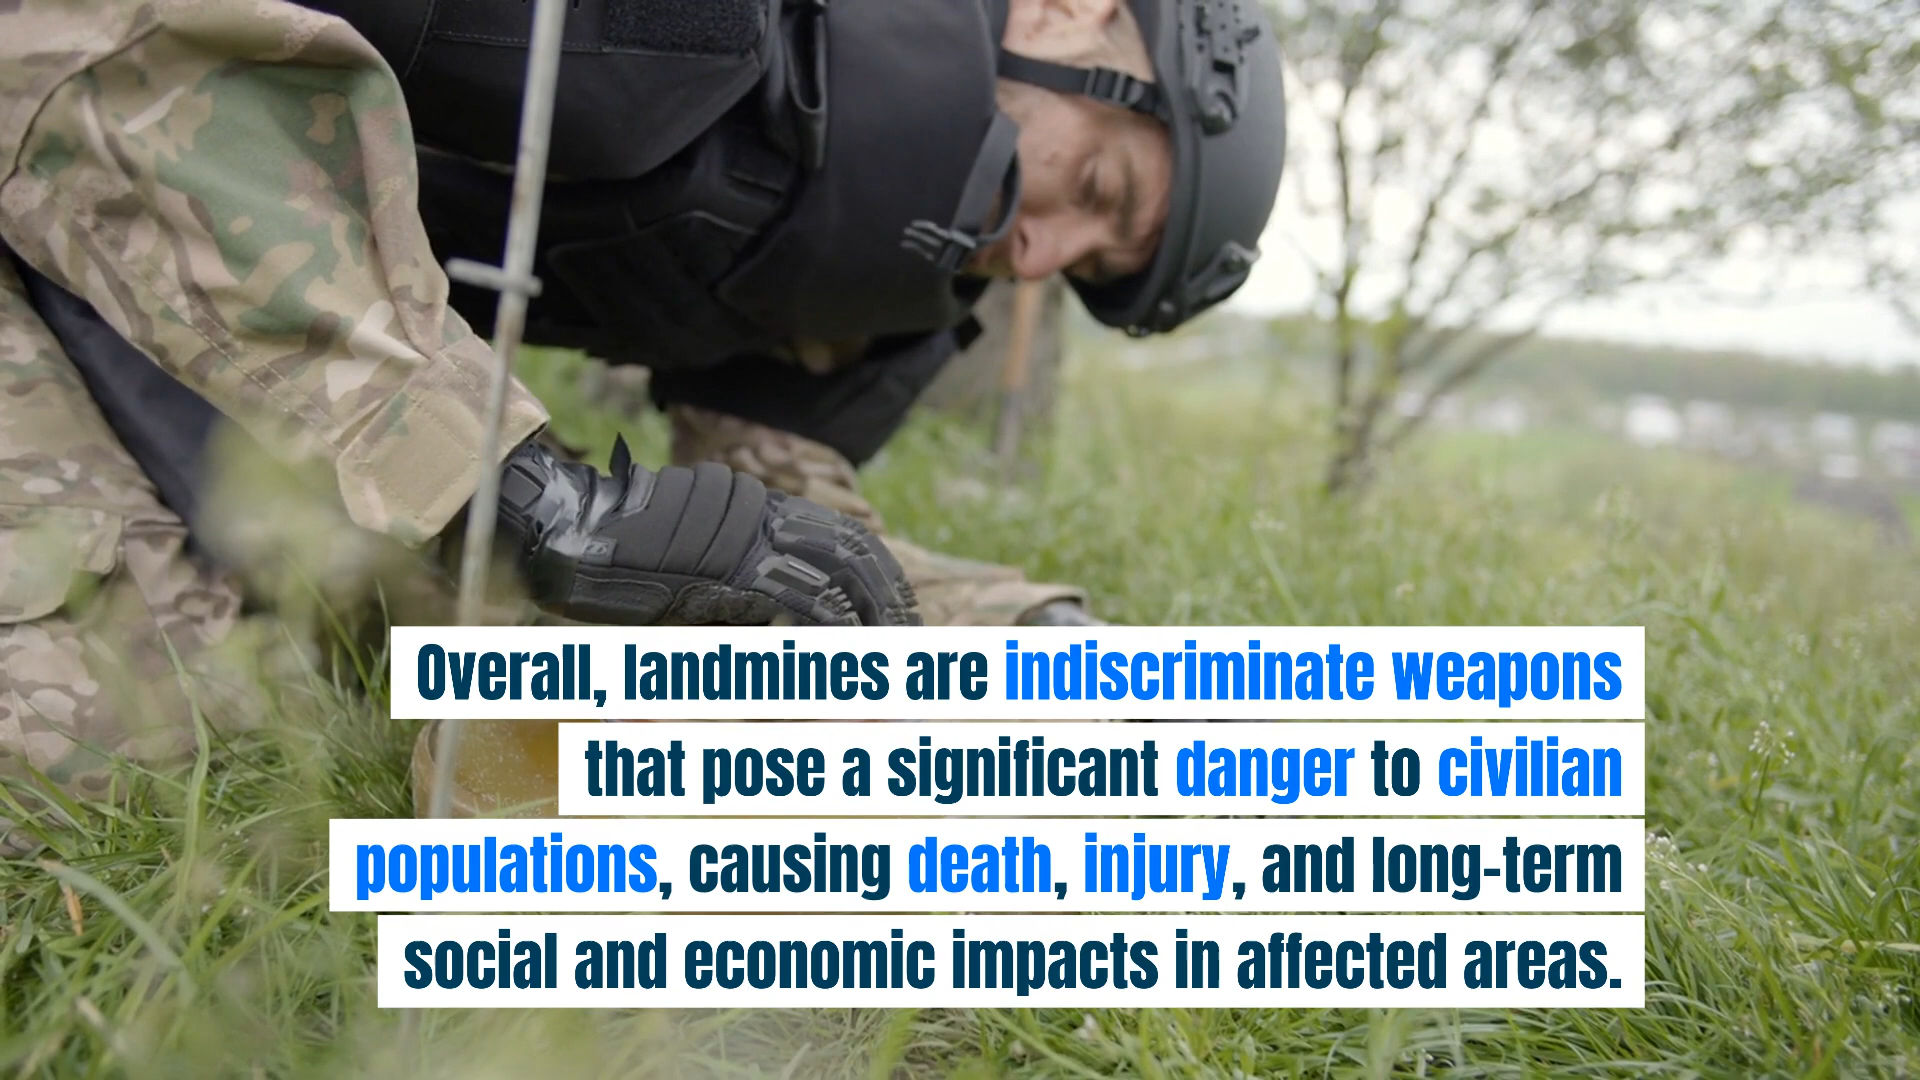 Overall, landmines are indiscriminate weapons
that pose a significant danger to civilian
populations, causing death, injury, and long-term
social and economic impacts in affected areas.